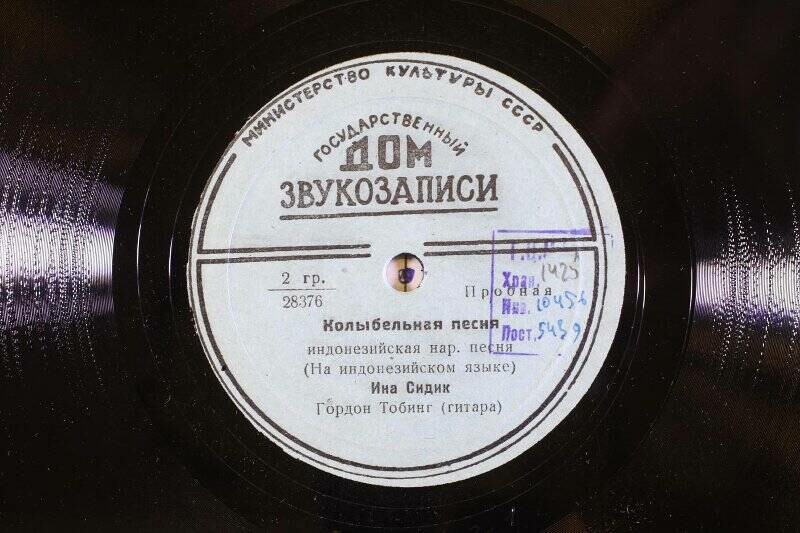 МИНИСТЕРСТВО КУЛЬТУРЫ СССР
ГОСУДАРСТВЕННЫЙ
ДОМ
ЗВУКОЗАПИСИ
2 гр.
28376
Пробная
Хран. 1425
Инв. 10456
Пост. 5459
Колыбельная песня
индонезийская нар. песня
(На индонезийском языке)
Ина Сидик
Гордон Тобинг (гитара)